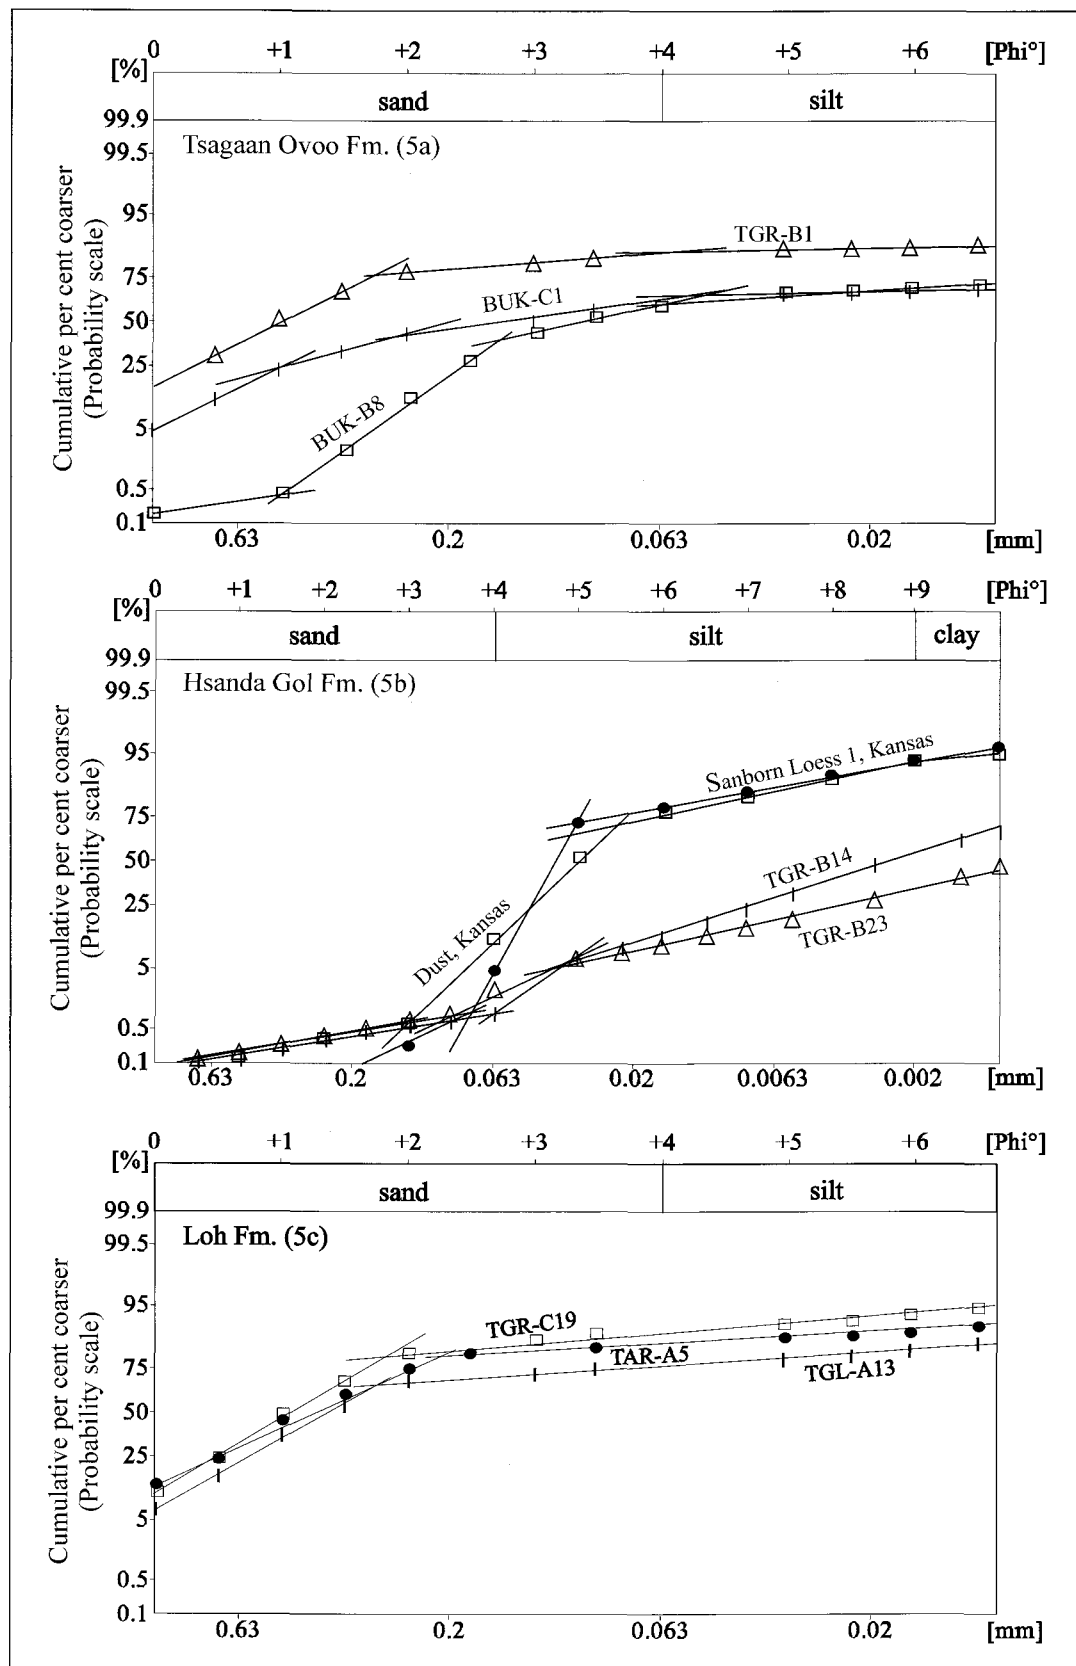 0 +1 +2 +3 +4 +5 +6 [Phi°]
[%]
sand silt
99.9
Tsagaan Ovoo Fm. (5a)
99.5
95
TGR-B1
75
BUK-C1
50
25
BUK-B8
5
0.5
0.1
Cumulative per cent coarser
(Probability scale)
0.63 0.2 0.063 0.02 [mm]
0 +1 +2 +3 +4 +5 +6 +7 +8 +9 [Phi°]
[%]
sand silt clay
99.9
Hsanda Gol Fm. (5b)
99.5
95
Sanborn Loess 1, Kansas
75
50
TGR-B14
25
Dust, Kansas
TGR-B23
5
0.5
0.1
Cumulative per cent coarser
(Probability scale)
0.63 0.2 0.063 0.02 0.0063 0.002 [mm]
0 +1 +2 +3 +4 +5 +6 [Phi°]
[%]
sand silt
99.9
Loh Fm. (5c)
99.5
95
TGR-C19
TAR-A5
75
TGL-A13
50
25
5
0.5
0.1
Cumulative per cent coarser
(Probability scale)
0.63 0.2 0.063 0.02 [mm]